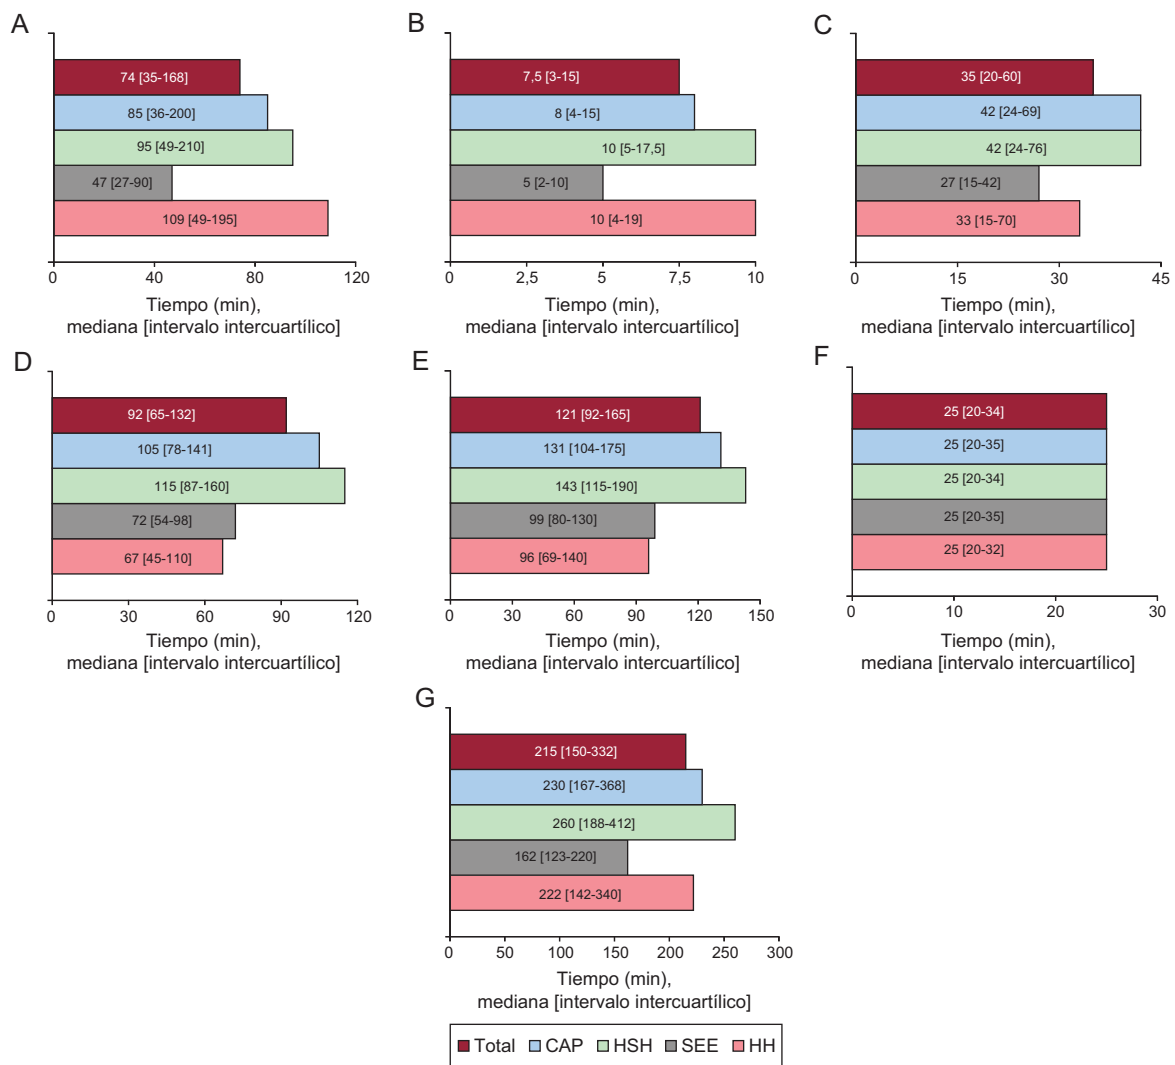 A
74 [35-168]
85 [36-200]
95 [49-210]
47 [27-90]
109 [49-195]
0 40 80 120
Tiempo (min),
mediana [intervalo intercuartílico]
B
7,5 [3-15]
8 [4-15]
10 [5-17,5]
5 [2-10]
10 [4-19]
0 2,5 5 7,5 10
Tiempo (min),
mediana [intervalo intercuartílico]
C
35 [20-60]
42 [24-69]
42 [24-76]
27 [15-42]
33 [15-70]
0 15 30 45
Tiempo (min),
mediana [intervalo intercuartílico]
D
92 [65-132]
105 [78-141]
115 [87-160]
72 [54-98]
67 [45-110]
0 30 60 90 120
Tiempo (min),
mediana [intervalo intercuartílico]
E
121 [92-165]
131 [104-175]
143 [115-190]
99 [80-130]
96 [69-140]
0 30 60 90 120 150
Tiempo (min),
mediana [intervalo intercuartílico]
F
25 [20-34]
25 [20-35]
25 [20-34]
25 [20-35]
25 [20-32]
0 10 20 30
Tiempo (min),
mediana [intervalo intercuartílico]
G
215 [150-332]
230 [167-368]
260 [188-412]
162 [123-220]
222 [142-340]
0 50 100 150 200 250 300
Tiempo (min),
mediana [intervalo intercuartílico]
Total CAP HSH SEE HH